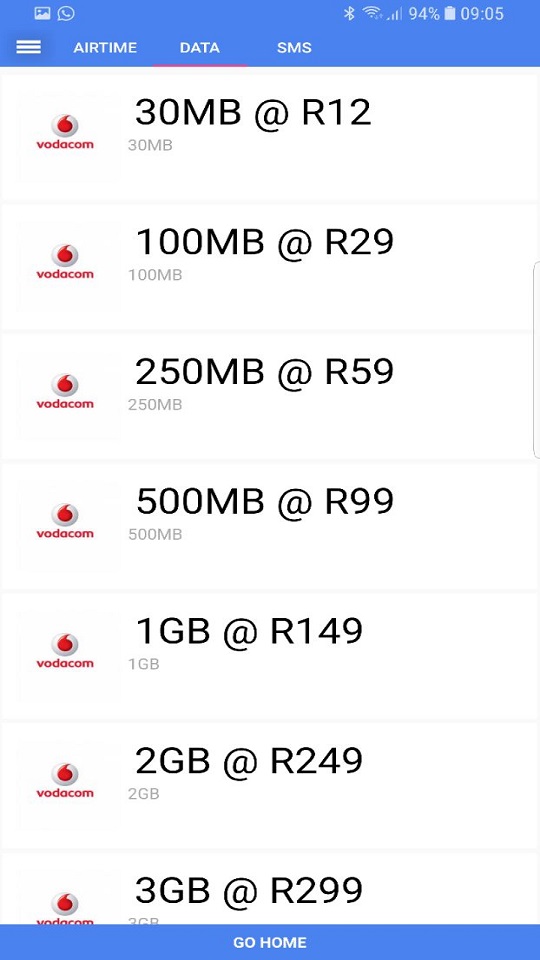 94% 09:05
AIRTIME DATA SMS
30MB @ R12
vodacom
30MB
100MB @ R29
vodacom
100MB
250MB @ R59
vodacom
250MB
500MB @ R99
vodacom
500MB
1GB @ R149
vodacom
1GB
2GB @ R249
vodacom
2GB
3GB @ R299
vodacom
3GB
GO HOME